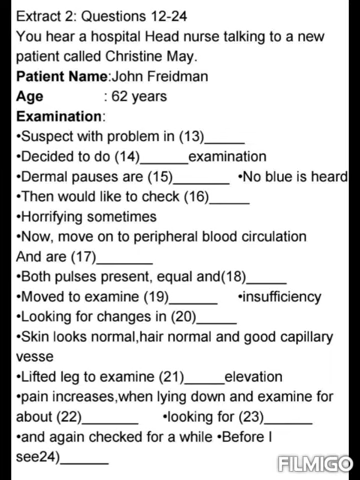 Extract 2: Questions 12-24
You hear a hospital Head nurse talking to a new
patient called Christine May.
Patient Name:John Freidman
Age : 62 years
Examination:
•Suspect with problem in (13)_____
•Decided to do (14)______examination
•Dermal pauses are (15)_______ •No blue is heard
•Then would like to check (16)_____
•Horrifying sometimes
•Now, move on to peripheral blood circulation
And are (17)________
•Both pulses present, equal and(18)_____
•Moved to examine (19)______ •insufficiency
•Looking for changes in (20)_____
•Skin looks normal,hair normal and good capillary
vesse
•Lifted leg to examine (21)_____elevation
•pain increases,when lying down and examine for
about (22)________ •looking for (23)______
•and again checked for a while •Before I
see24)______
FILMIGO